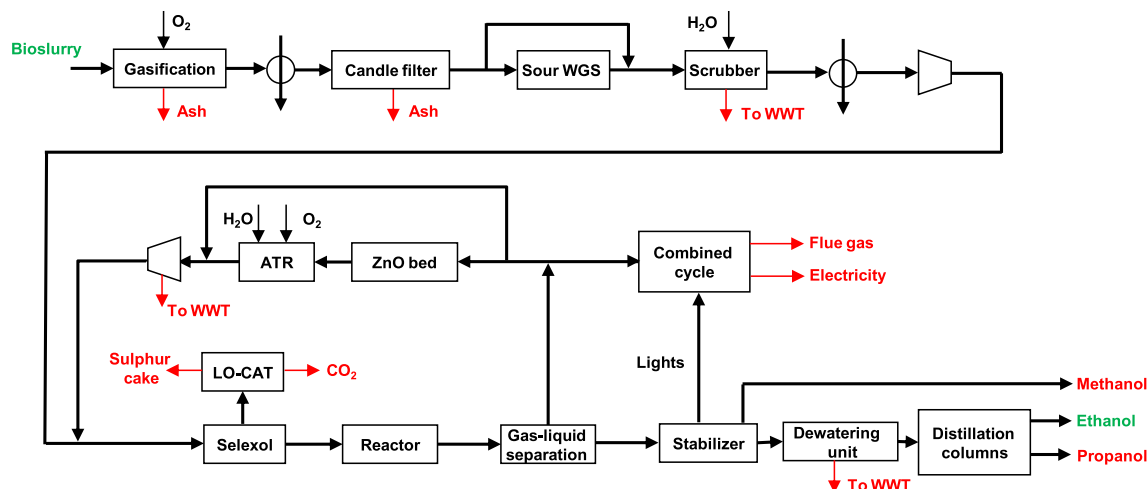 O₂
H₂O
Bioslurry
Gasification
Candle filter
Sour WGS
Scrubber
Ash
Ash
To WWT
H₂O
O₂
ATR
ZnO bed
Combined
cycle
Flue gas
Electricity
To WWT
Lights
Sulphur
cake
LO-CAT
CO₂
Methanol
Ethanol
Propanol
Selexol
Reactor
Gas-liquid
separation
Stabilizer
Dewatering
unit
Distillation
columns
To WWT